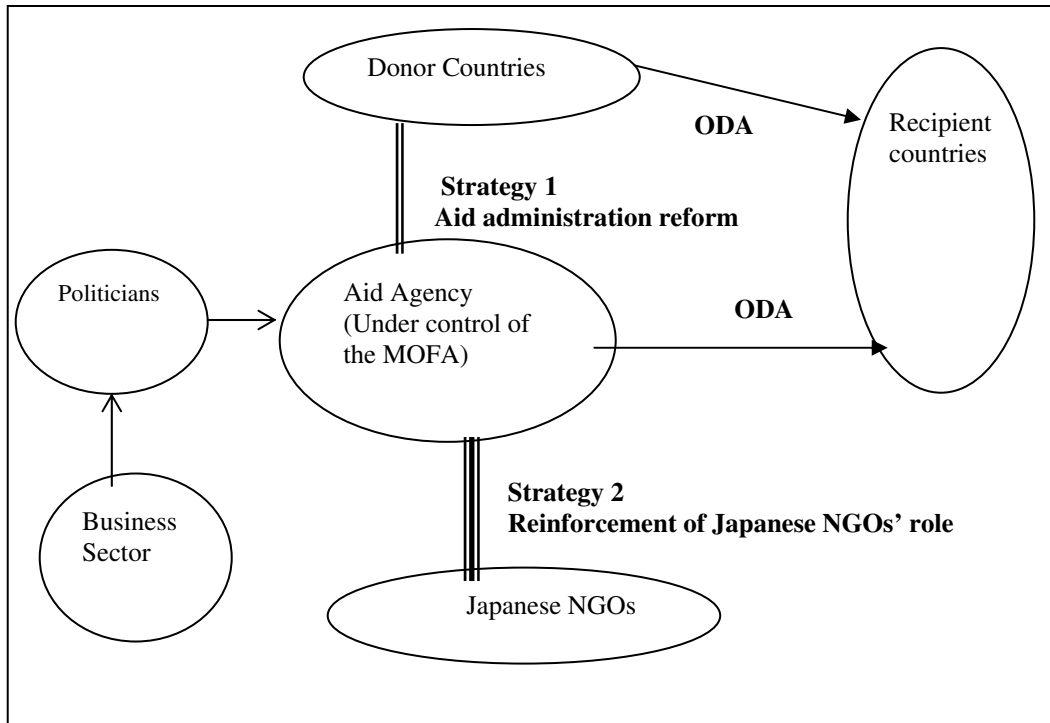 Donor Countries
ODA
Recipient
countries
Strategy 1
Aid administration reform
Politicians
Aid Agency
(Under control of
the MOFA)
ODA
Business
Sector
Strategy 2
Reinforcement of Japanese NGOs’ role
Japanese NGOs